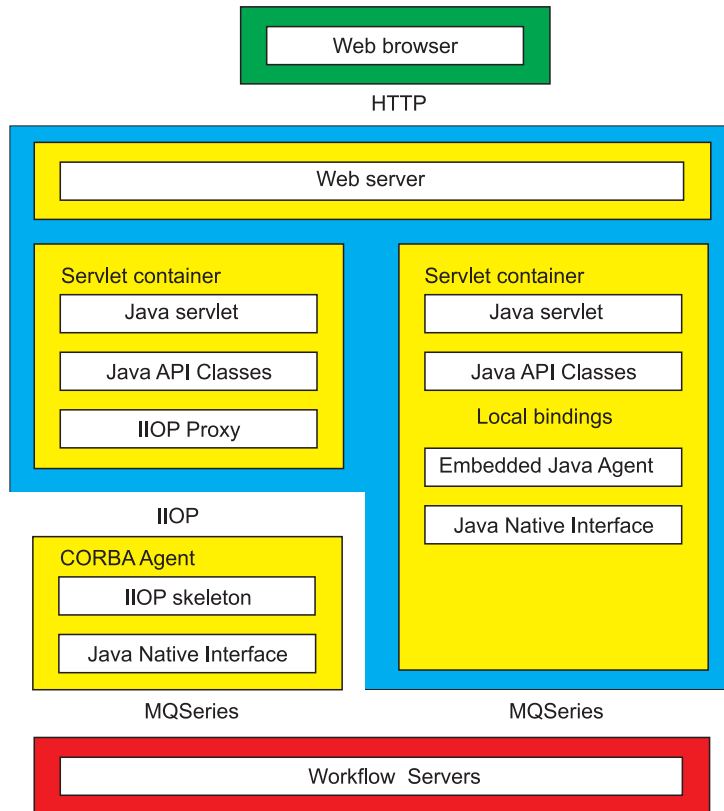 Web browser
HTTP
Web server
Servlet container
Java servlet
Java API Classes
IIOP Proxy
IIOP
CORBA Agent
IIOP skeleton
Java Native Interface
MQSeries
Servlet container
Java servlet
Java API Classes
Local bindings
Embedded Java Agent
Java Native Interface
MQSeries
Workflow Servers